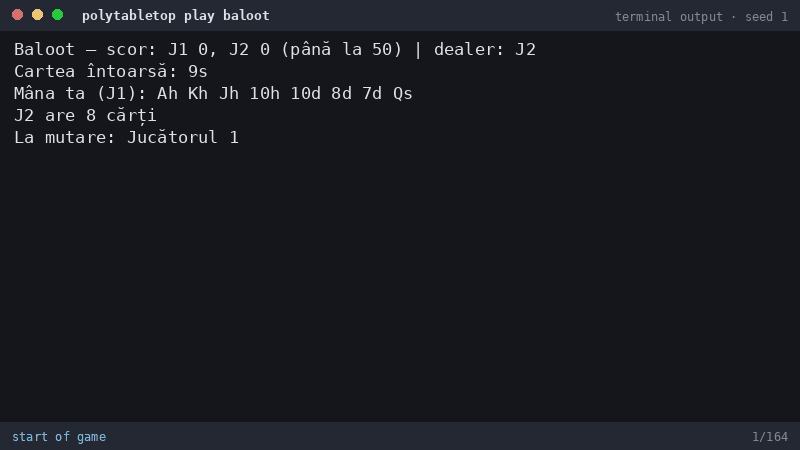 polytabletop play baloot
terminal output · seed 1
Baloot — scor: J1 0, J2 0 (până la 50) | dealer: J2
Cartea întoarsă: 9s
Mâna ta (J1): Ah Kh Jh 10h 10d 8d 7d Qs
J2 are 8 cărți
La mutare: Jucătorul 1
start of game
1/164